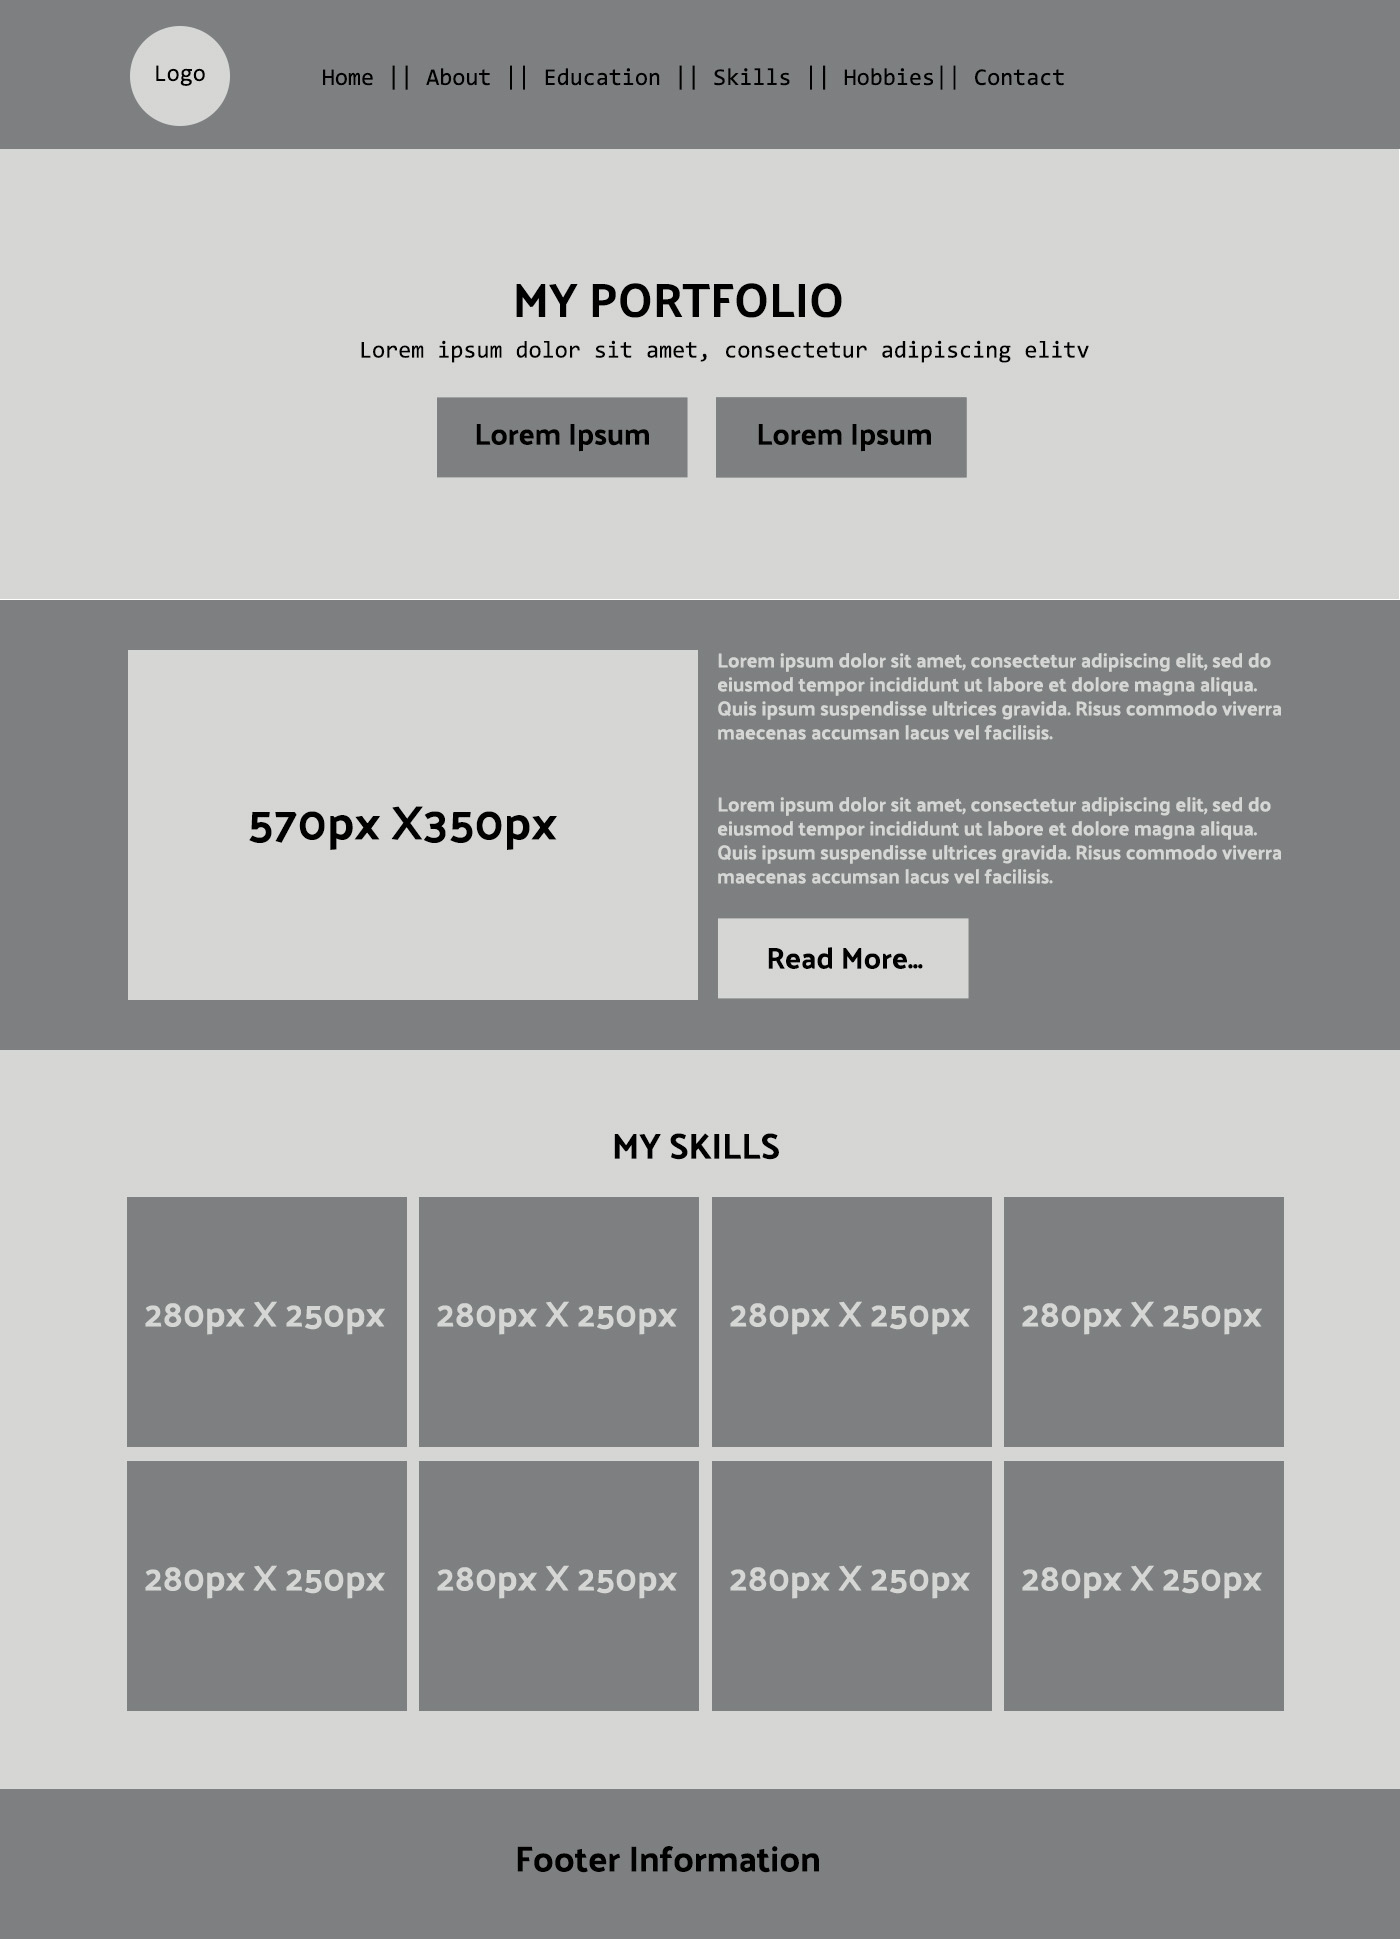 Logo
Home || About || Education || Skills || Hobbies|| Contact
MY PORTFOLIO
Lorem ipsum dolor sit amet, consectetur adipiscing elitv
Lorem Ipsum
Lorem Ipsum
570px X350px
Lorem ipsum dolor sit amet, consectetur adipiscing elit, sed do
eiusmod tempor incididunt ut labore et dolore magna aliqua.
Quis ipsum suspendisse ultrices gravida. Risus commodo viverra
maecenas accumsan lacus vel facilisis.
Lorem ipsum dolor sit amet, consectetur adipiscing elit, sed do
eiusmod tempor incididunt ut labore et dolore magna aliqua.
Quis ipsum suspendisse ultrices gravida. Risus commodo viverra
maecenas accumsan lacus vel facilisis.
Read More...
MY SKILLS
280px X 250px
280px X 250px
280px X 250px
280px X 250px
280px X 250px
280px X 250px
280px X 250px
280px X 250px
Footer Information